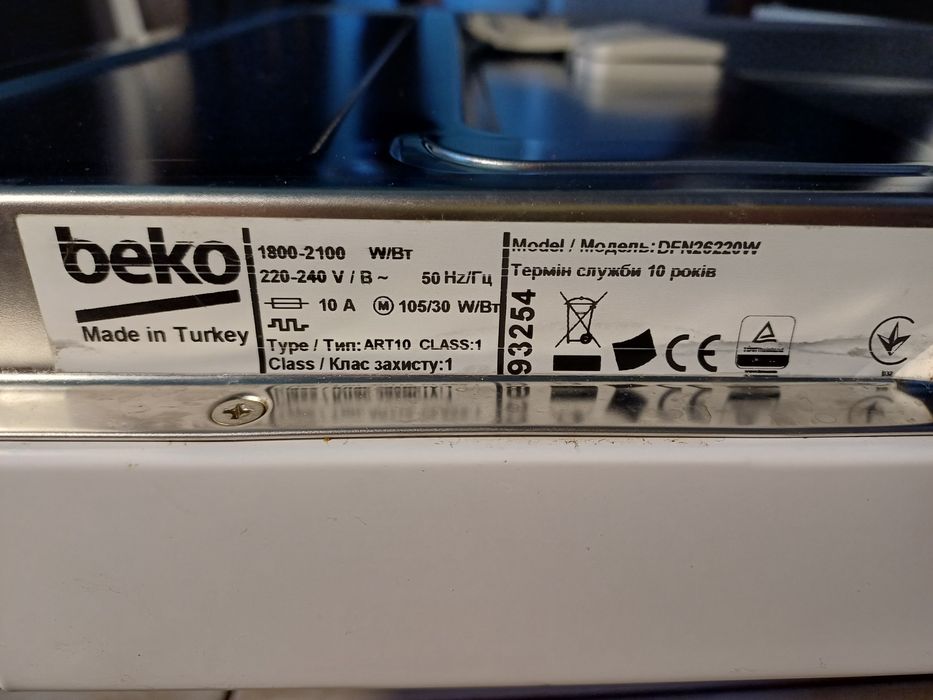 beko
Made in Turkey
1800-2100 W/Вт
220-240 V / В ~ 50 Hz/Гц
10 A M 105/30 W/Вт
Type / Тип: ART10 CLASS:1
Class / Клас захисту:1
93254
Model / Модель: DFN26220W
Термін служби 10 років
CE